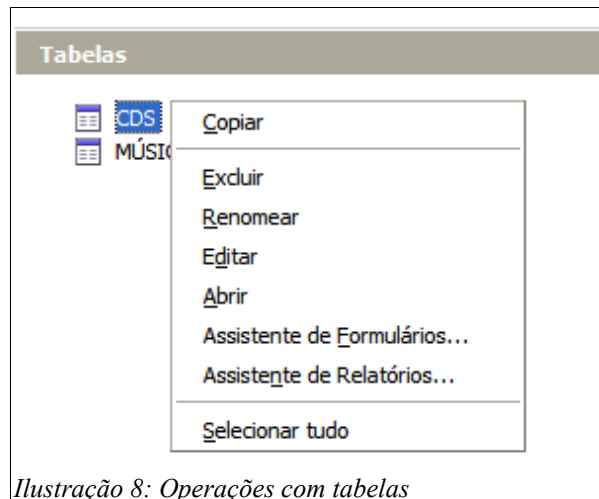 Tabelas
CDS
Copiar
MÚSIC
Excluir
Renomear
Editar
Abrir
Assistente de Formulários...
Assistente de Relatórios...
Selecionar tudo
Ilustração 8: Operações com tabelas